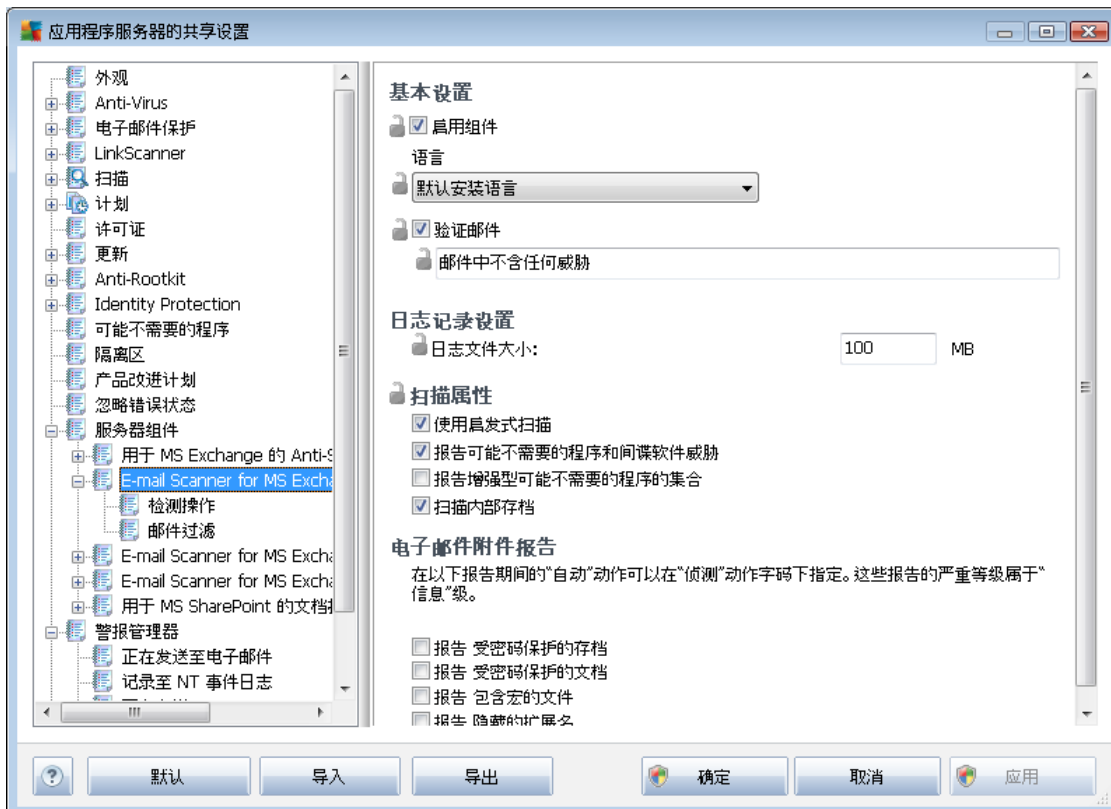 应用程序服务器的共享设置
外观
Anti-Virus
电子邮件保护
LinkScanner
扫描
计划
许可证
更新
Anti-Rootkit
Identity Protection
可能不需要的程序
隔离区
产品改进计划
忽略错误状态
服务器组件
用于 MS Exchange 的 Anti-S
E-mail Scanner for MS Excha
检测操作
邮件过滤
E-mail Scanner for MS Excha
E-mail Scanner for MS Excha
用于 MS SharePoint 的文档扫
警报管理器
正在发送至电子邮件
记录至 NT 事件日志
基本设置
启用组件
语言
默认安装语言
验证邮件
邮件中不含任何威胁
日志记录设置
日志文件大小: 100 MB
扫描属性
使用启发式扫描
报告可能不需要的程序和间谍软件威胁
报告增强型可能不需要的程序的集合
扫描内部存档
电子邮件附件报告
在以下报告期间的“自动”动作可以在“侦测”动作字码下指定。这些报告的严重等级属于“
信息”级。
报告 受密码保护的存档
报告 受密码保护的文档
报告 包含宏的文件
报告 隐藏的扩展名
? 默认 导入 导出 确定 取消 应用